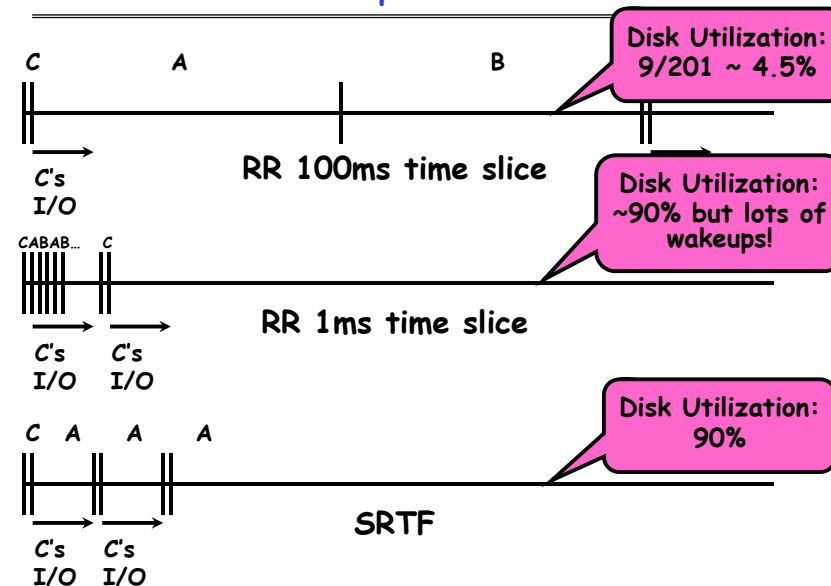 Disk Utilization:
9/201 ~ 4.5%
C A B
RR 100ms time slice
C's
I/O
Disk Utilization:
~90% but lots of
wakeups!
CABAB... C
RR 1ms time slice
C's C's
I/O I/O
Disk Utilization:
90%
C A A A
SRTF
C's C's
I/O I/O